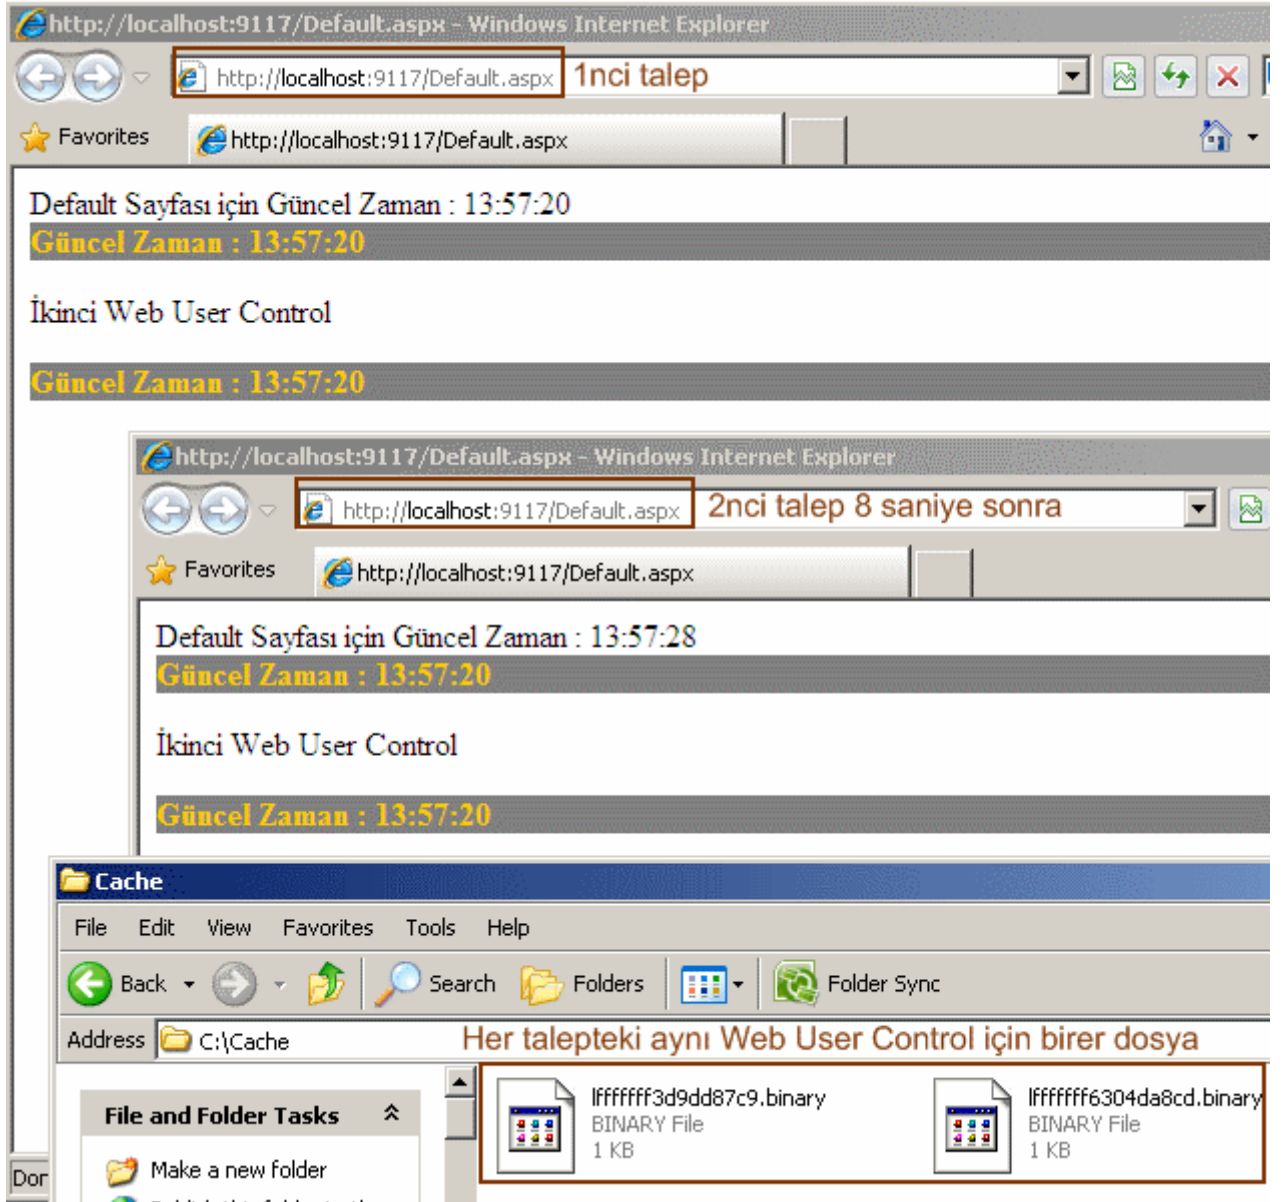 http://localhost:9117/Default.aspx - Windows Internet Explorer
http://localhost:9117/Default.aspx 1nci talep
Favorites http://localhost:9117/Default.aspx
Default Sayfası için Güncel Zaman : 13:57:20
Güncel Zaman : 13:57:20
İkinci Web User Control
Güncel Zaman : 13:57:20
http://localhost:9117/Default.aspx - Windows Internet Explorer
http://localhost:9117/Default.aspx 2nci talep 8 saniye sonra
Favorites http://localhost:9117/Default.aspx
Default Sayfası için Güncel Zaman : 13:57:28
Güncel Zaman : 13:57:20
İkinci Web User Control
Güncel Zaman : 13:57:20
Cache
File Edit View Favorites Tools Help
Back Search Folders Folder Sync
Address C:\Cache Her talepteki aynı Web User Control için birer dosya
lffffffff3d9dd87c9.binary lffffffff6304da8cd.binary
File and Folder Tasks BINARY File BINARY File
1 KB 1 KB
Make a new folder
Dor